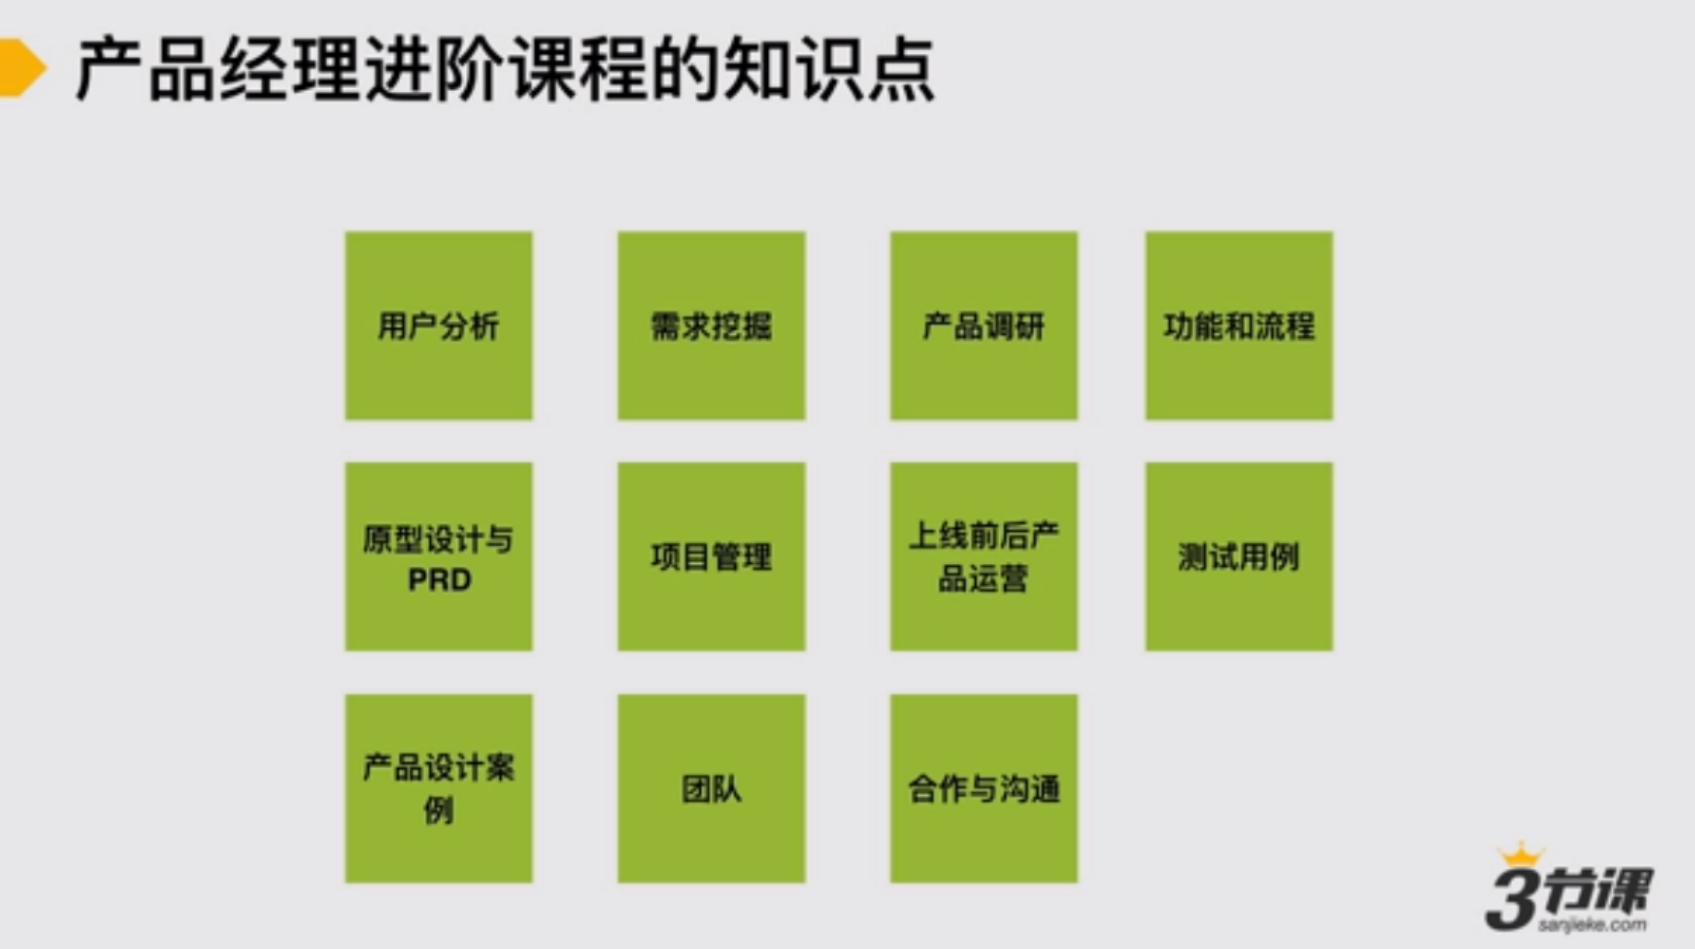 产品经理进阶课程的知识点
用户分析
需求挖掘
产品调研
功能和流程
原型设计与
PRD
项目管理
上线前后产
品运营
测试用例
产品设计案
例
团队
合作与沟通
3节课
sanjieke.com